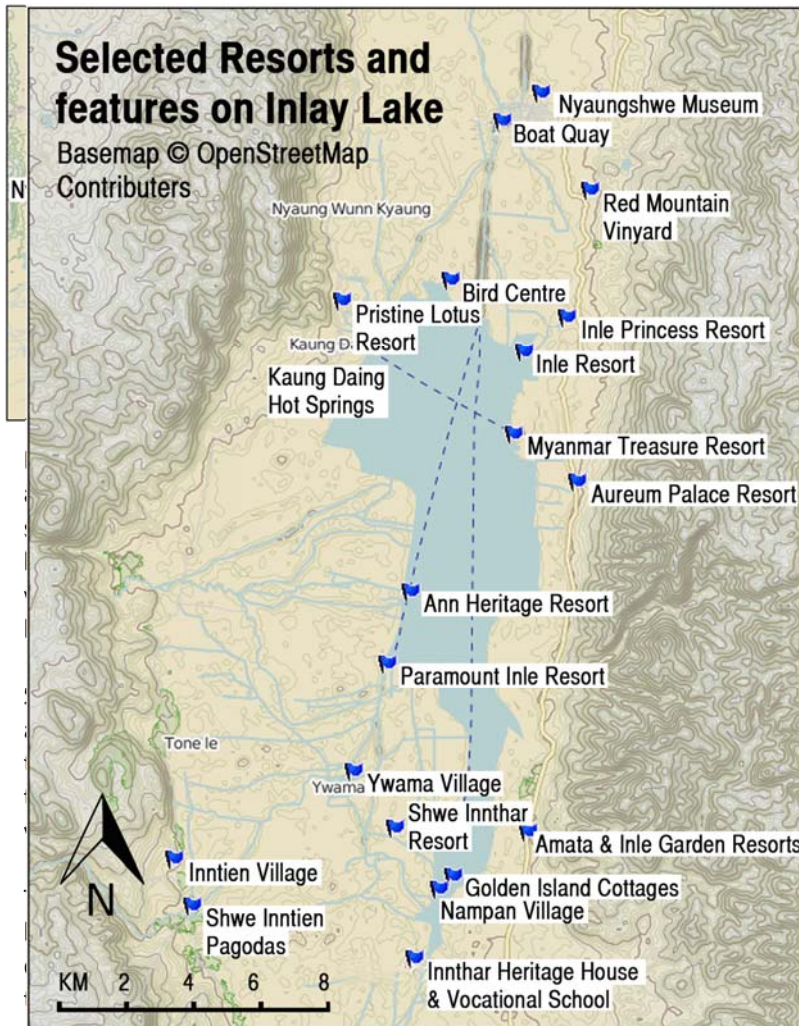 Selected Resorts and
features on Inlay Lake
Basemap © OpenStreetMap
Contributers
N
Nyaungshwe Museum
Boat Quay
Red Mountain
Vinyard
Nyaung Wunn Kyaung
Bird Centre
Pristine Lotus
Resort
Inle Princess Resort
Kaung D
Inle Resort
Kaung Daing
Hot Springs
Myanmar Treasure Resort
Aureum Palace Resort
Ann Heritage Resort
Paramount Inle Resort
Tone le
Ywama Village
Ywama
Shwe Innthar
Resort
Amata & Inle Garden Resorts
Inntien Village
Golden Island Cottages
Nampan Village
N
Shwe Inntien
Pagodas
Innthar Heritage House
& Vocational School
KM 2 4 6 8